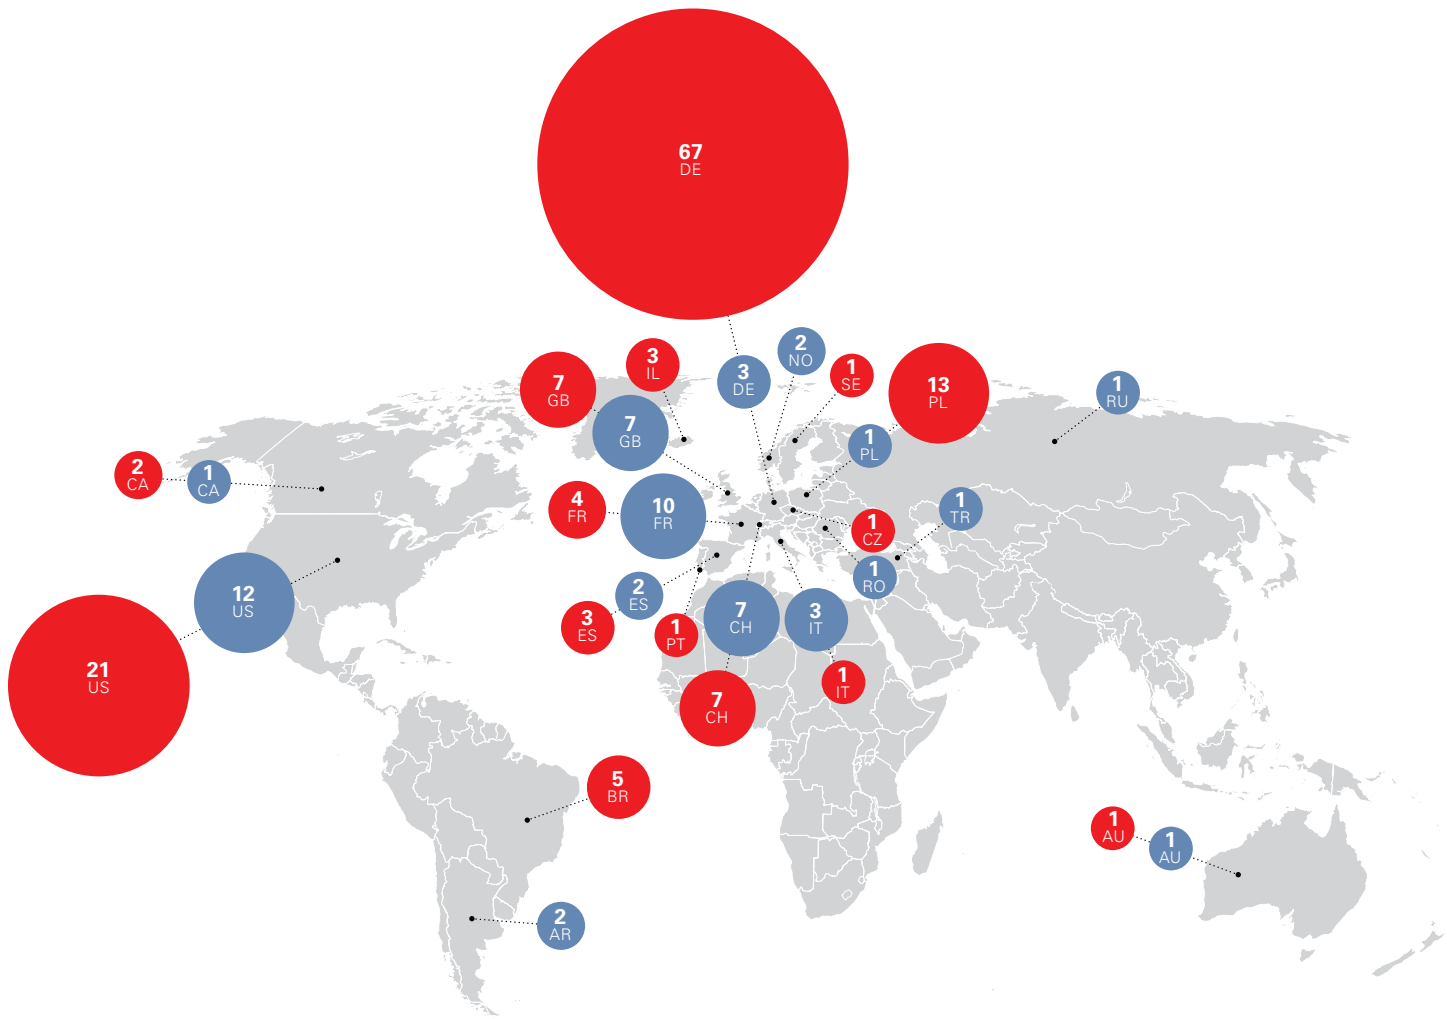 67
DE
2
NO
3
IL
1
SE
3
DE
7
GB
13
PL
1
RU
7
GB
1
PL
2
CA
1
CA
4
FR
10
FR
1
TR
1
CZ
1
RO
12
US
2
ES
3
ES
1
PT
7
CH
3
IT
21
US
7
CH
1
IT
5
BR
1
AU
1
AU
2
AR